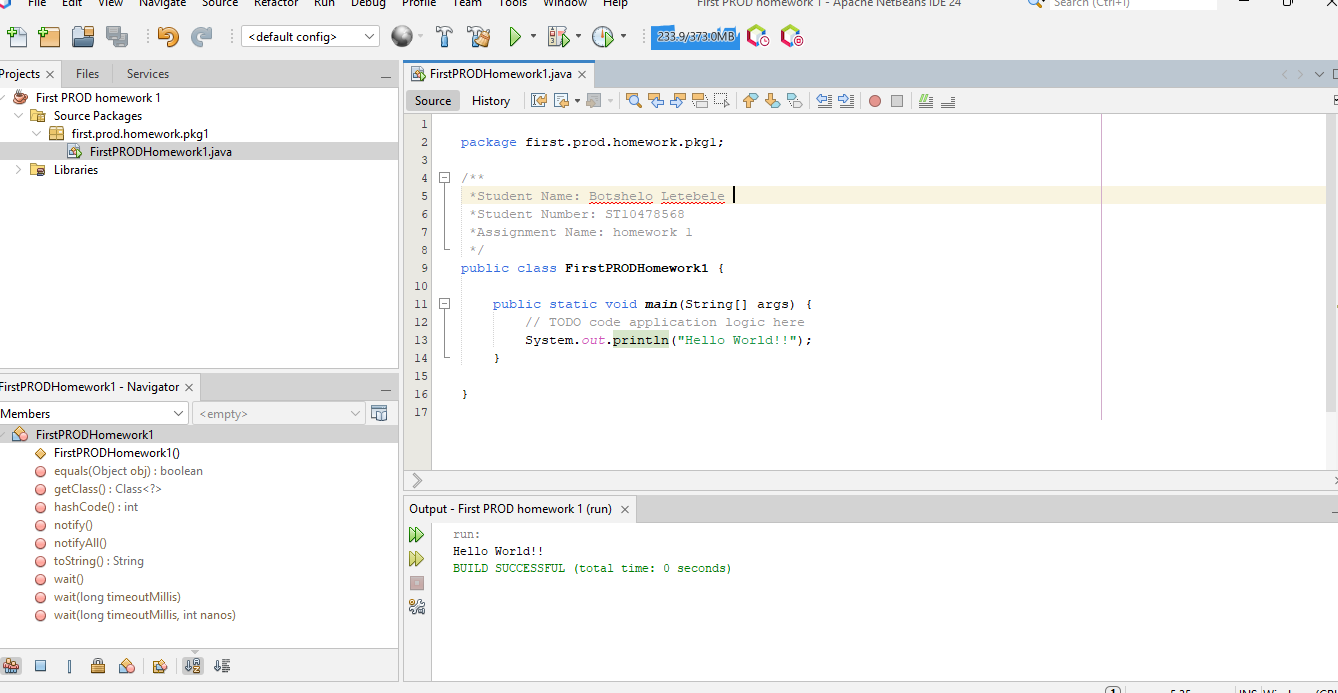 File Edit View Navigate Source Refactor Run Debug Profile Team Tools Window Help First PROD homework 1 - Apache NetBeans IDE 24 Search (Ctrl+I)
<default config> 233.9/373.0MB
Projects Files Services
First PROD homework 1
Source Packages
first.prod.homework.pkg1
FirstPRODHomework1.java
Libraries
FirstPRODHomework1.java
Source History
1
2 package first.prod.homework.pkg1;
3
4 /**
5 *Student Name: Botshelo Letebele
6 *Student Number: ST10478568
7 *Assignment Name: homework 1
8 */
9 public class FirstPRODHomework1 {
10
11 public static void main(String[] args) {
12 // TODO code application logic here
13 System.out.println("Hello World!!");
14 }
15
16 }
17
FirstPRODHomework1 - Navigator
Members <empty>
FirstPRODHomework1
FirstPRODHomework1()
equals(Object obj) : boolean
getClass() : Class<?>
hashCode() : int
notify()
notifyAll()
toString() : String
wait()
wait(long timeoutMillis)
wait(long timeoutMillis, int nanos)
Output - First PROD homework 1 (run)
run:
Hello World!!
BUILD SUCCESSFUL (total time: 0 seconds)
1 5:35 INS